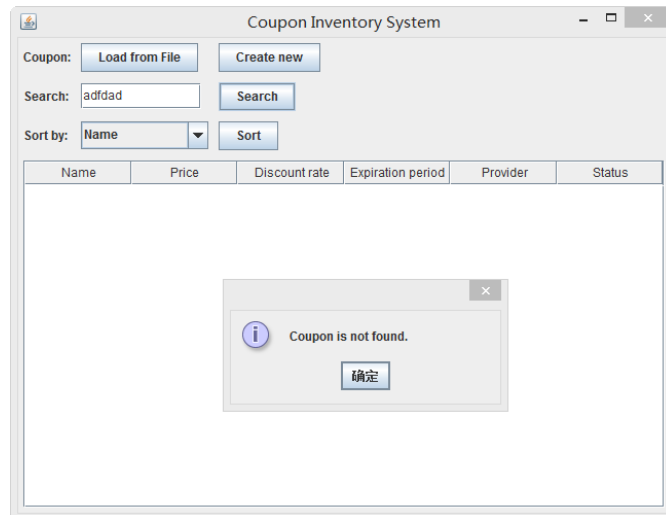 Coupon Inventory System
Coupon: Load from File Create new
Search: adfdad Search
Sort by: Name Sort
Name Price Discount rate Expiration period Provider Status
Coupon is not found.
确定